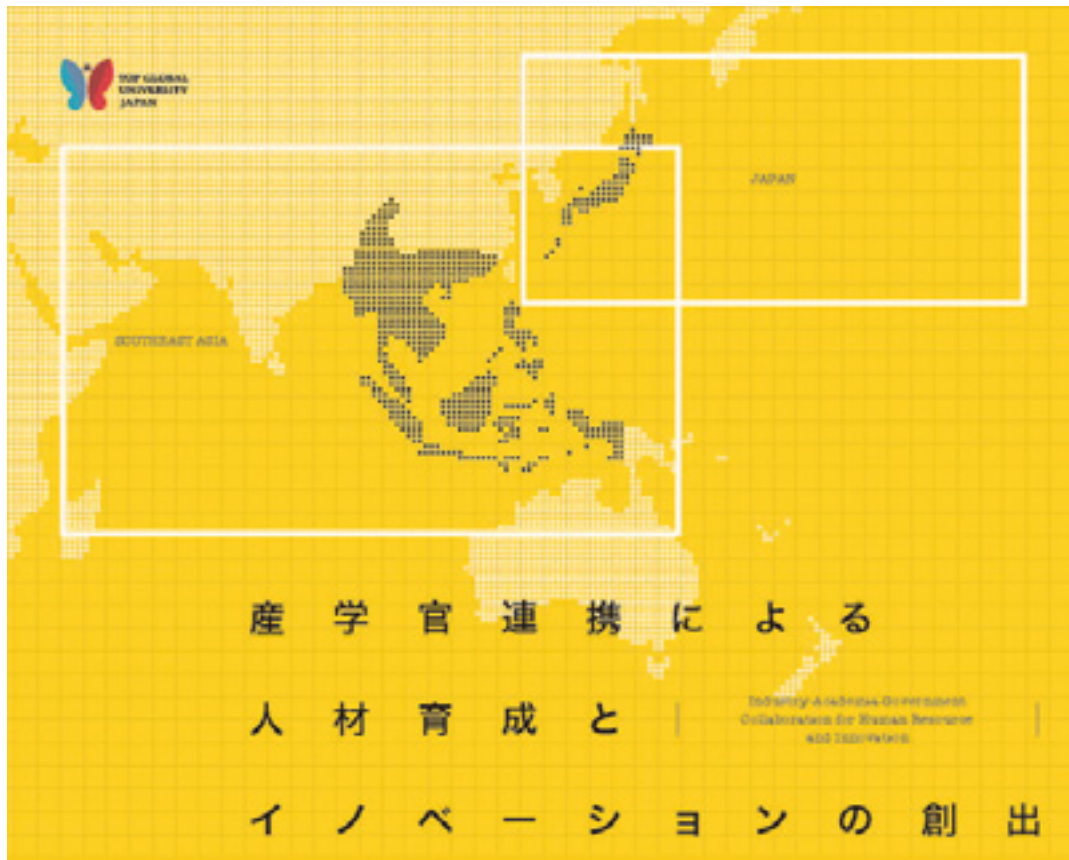 TOP GLOBAL
UNIVERSITY
JAPAN
JAPAN
SOUTHEAST ASIA
産学官連携による
人材育成と
Industry-Academia-Government
Collaboration for Human Resource
and Innovation
イノベーションの創出